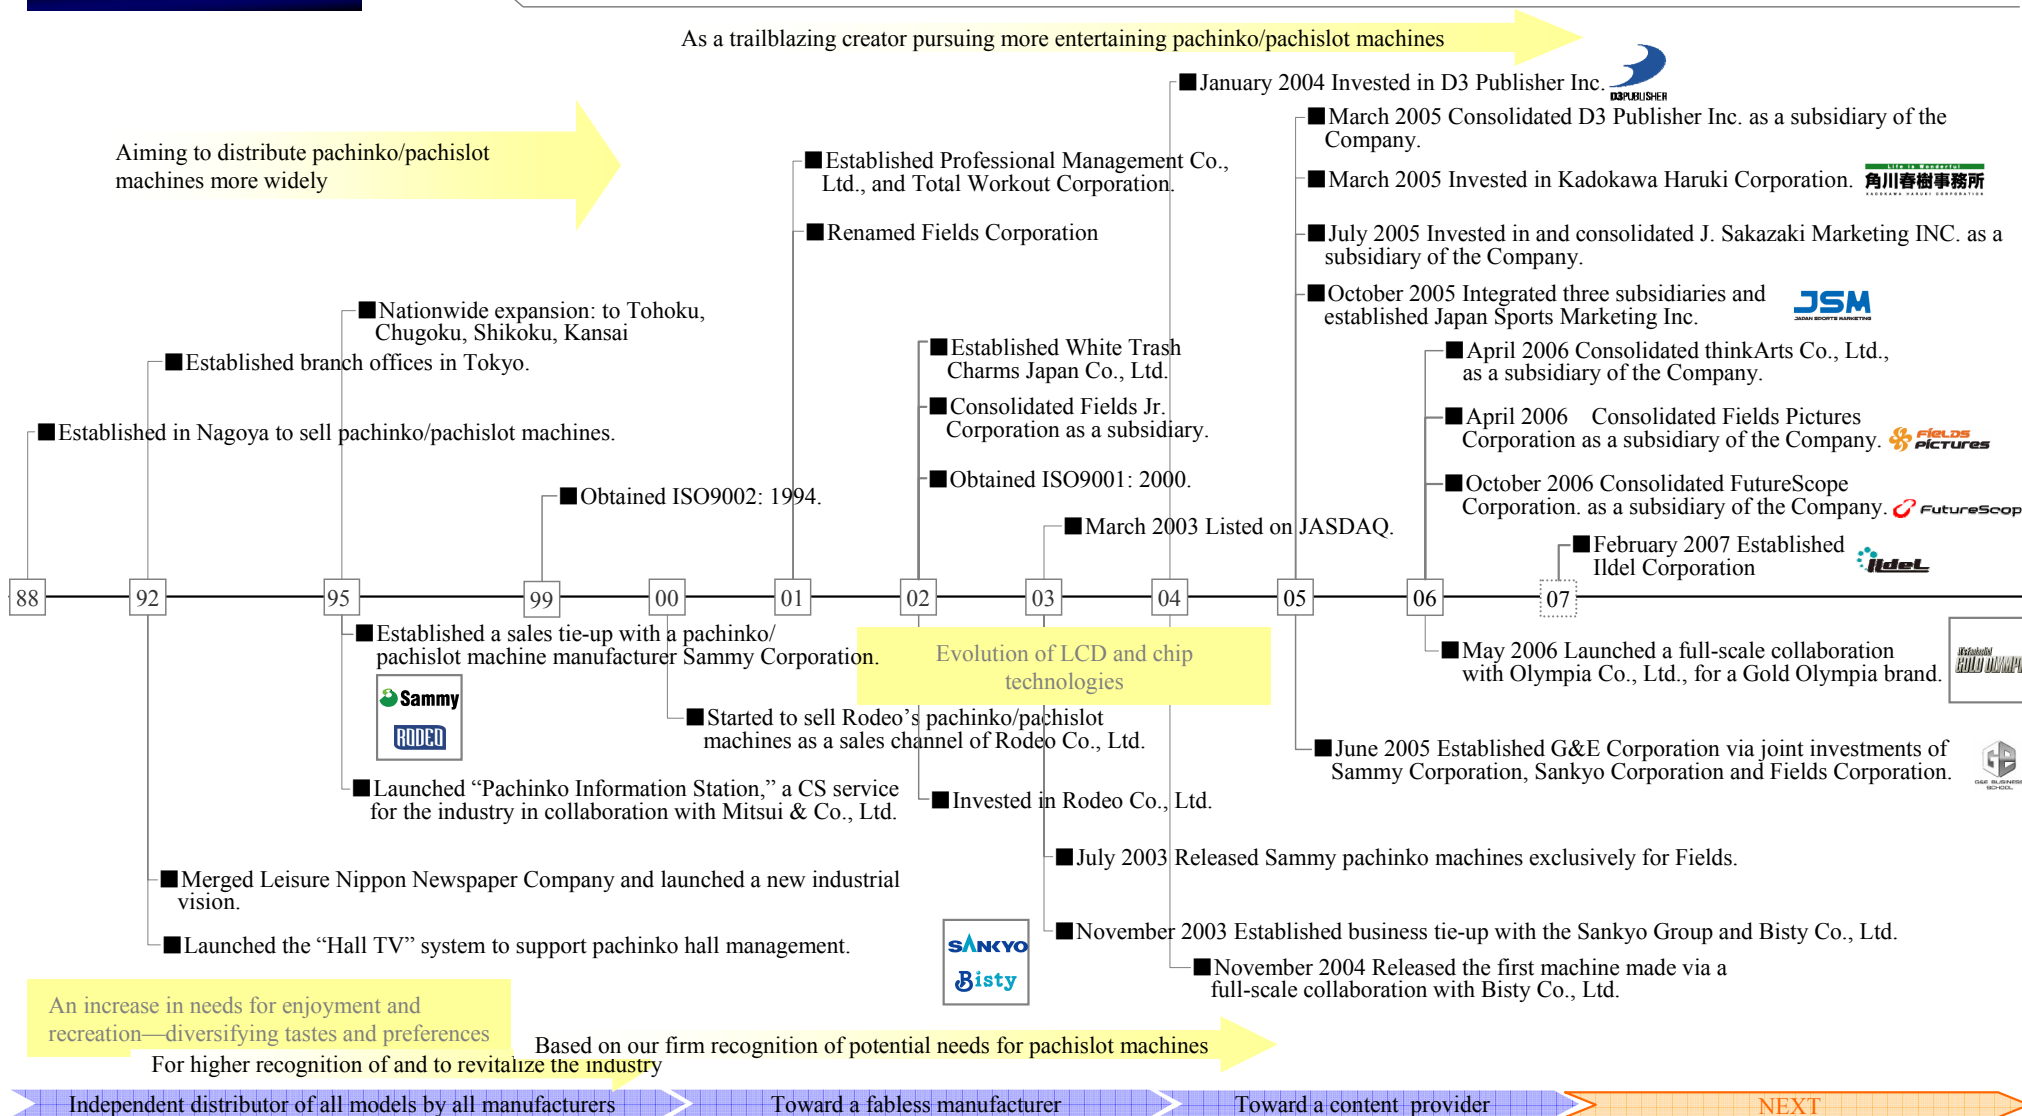 As a trailblazing creator pursuing more entertaining pachinko/pachislot machines
■January 2004 Invested in D3 Publisher Inc.
D3PUBLISHER
■March 2005 Consolidated D3 Publisher Inc. as a subsidiary of the
Company.
Aiming to distribute pachinko/pachislot
machines more widely
■Established Professional Management Co.,
Ltd., and Total Workout Corporation.
■March 2005 Invested in Kadokawa Haruki Corporation.
Life is Wonderful
角川春樹事務所
KADOKAWA HARUKI CORPORATION
■Renamed Fields Corporation
■July 2005 Invested in and consolidated J. Sakazaki Marketing INC. as a
subsidiary of the Company.
■October 2005 Integrated three subsidiaries and
established Japan Sports Marketing Inc.
JSM
JAPAN SPORTS MARKETING
■Nationwide expansion: to Tohoku,
Chugoku, Shikoku, Kansai
■Established White Trash
Charms Japan Co., Ltd.
■April 2006 Consolidated thinkArts Co., Ltd.,
as a subsidiary of the Company.
■Established branch offices in Tokyo.
■Consolidated Fields Jr.
Corporation as a subsidiary.
■April 2006 Consolidated Fields Pictures
Corporation as a subsidiary of the Company.
FIELDS
PICTURES
■Established in Nagoya to sell pachinko/pachislot machines.
■Obtained ISO9001: 2000.
■October 2006 Consolidated FutureScope
Corporation. as a subsidiary of the Company.
FutureScop
■Obtained ISO9002: 1994.
■March 2003 Listed on JASDAQ.
■February 2007 Established
Ildel Corporation
IldeL
88 92 95 99 00 01 02 03 04 05 06 07
■Established a sales tie-up with a pachinko/
pachislot machine manufacturer Sammy Corporation.
Sammy
RODEO
Evolution of LCD and chip
technologies
■May 2006 Launched a full-scale collaboration
with Olympia Co., Ltd., for a Gold Olympia brand.
GOLD OLYMP
■Started to sell Rodeo’s pachinko/pachislot
machines as a sales channel of Rodeo Co., Ltd.
■June 2005 Established G&E Corporation via joint investments of
Sammy Corporation, Sankyo Corporation and Fields Corporation.
G&E BUSINESS
SCHOOL
■Launched “Pachinko Information Station,” a CS service
for the industry in collaboration with Mitsui & Co., Ltd.
■Invested in Rodeo Co., Ltd.
■July 2003 Released Sammy pachinko machines exclusively for Fields.
■Merged Leisure Nippon Newspaper Company and launched a new industrial
vision.
■November 2003 Established business tie-up with the Sankyo Group and Bisty Co., Ltd.
SANKYO
Bisty
■Launched the “Hall TV” system to support pachinko hall management.
■November 2004 Released the first machine made via a
full-scale collaboration with Bisty Co., Ltd.
An increase in needs for enjoyment and
recreation—diversifying tastes and preferences
Based on our firm recognition of potential needs for pachislot machines
For higher recognition of and to revitalize the industry
Independent distributor of all models by all manufacturers
Toward a fabless manufacturer
Toward a content provider
NEXT